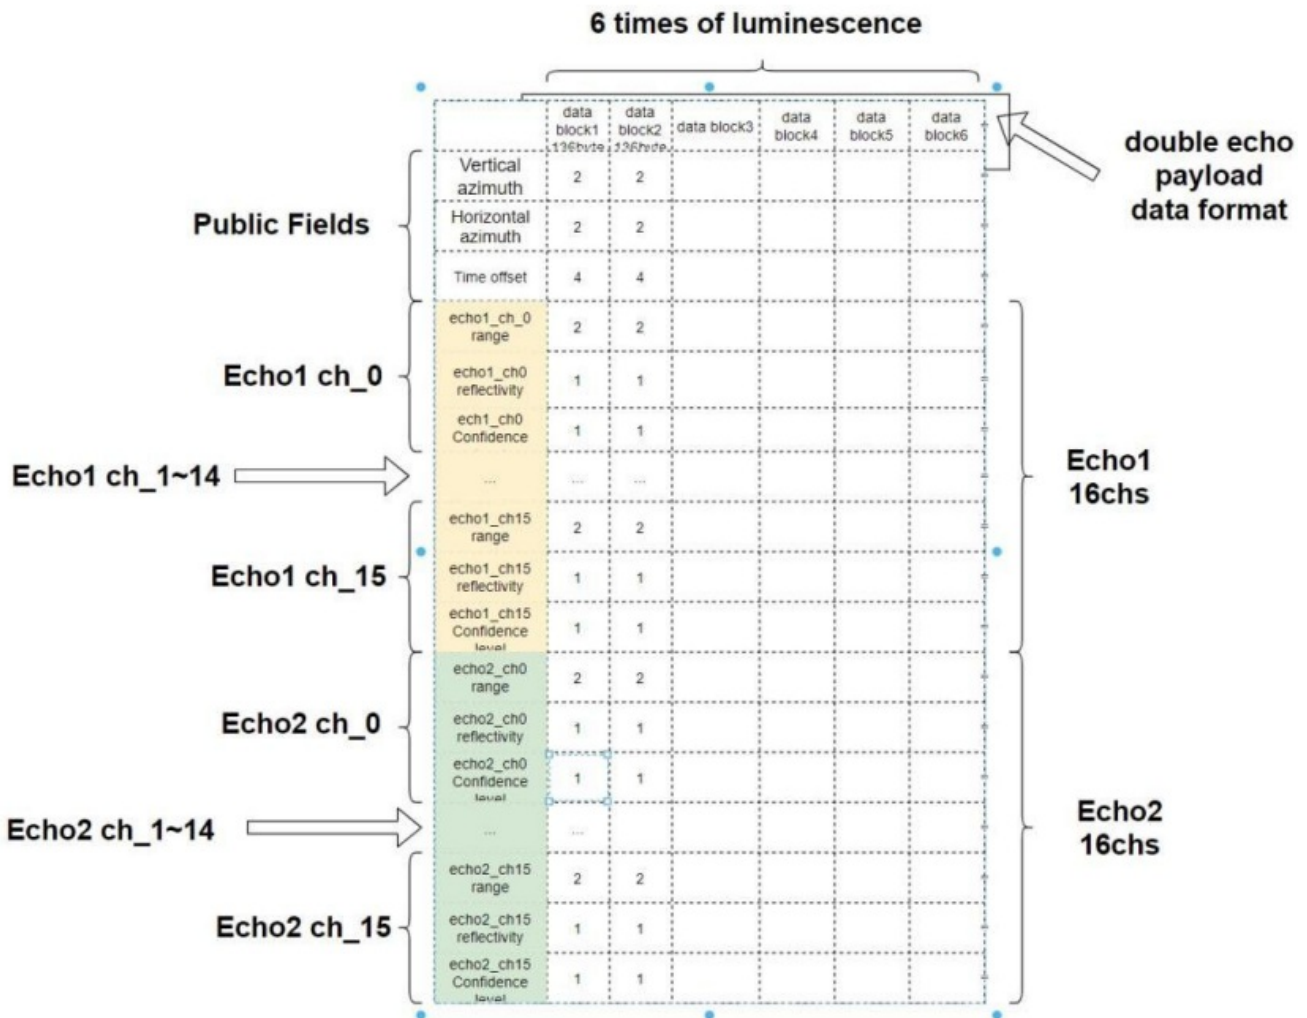 6 times of luminescence
data block1 136byte
data block2 136byte
data block3
data block4
data block5
data block6
double echo
payload
data format
Public Fields
Vertical azimuth
2 2
Horizontal azimuth
2 2
Time offset
4 4
Echo1 ch_0
echo1_ch_0 range
2 2
echo1_ch0 reflectivity
1 1
ech1_ch0 Confidence
1 1
Echo1 ch_1~14
... ... ...
Echo1 16chs
Echo1 ch_15
echo1_ch15 range
2 2
echo1_ch15 reflectivity
1 1
echo1_ch15 Confidence level
1 1
Echo2 ch_0
echo2_ch0 range
2 2
echo2_ch0 reflectivity
1 1
echo2_ch0 Confidence level
1 1
Echo2 ch_1~14
... ...
Echo2 16chs
Echo2 ch_15
echo2_ch15 range
2 2
echo2_ch15 reflectivity
1 1
echo2_ch15 Confidence level
1 1